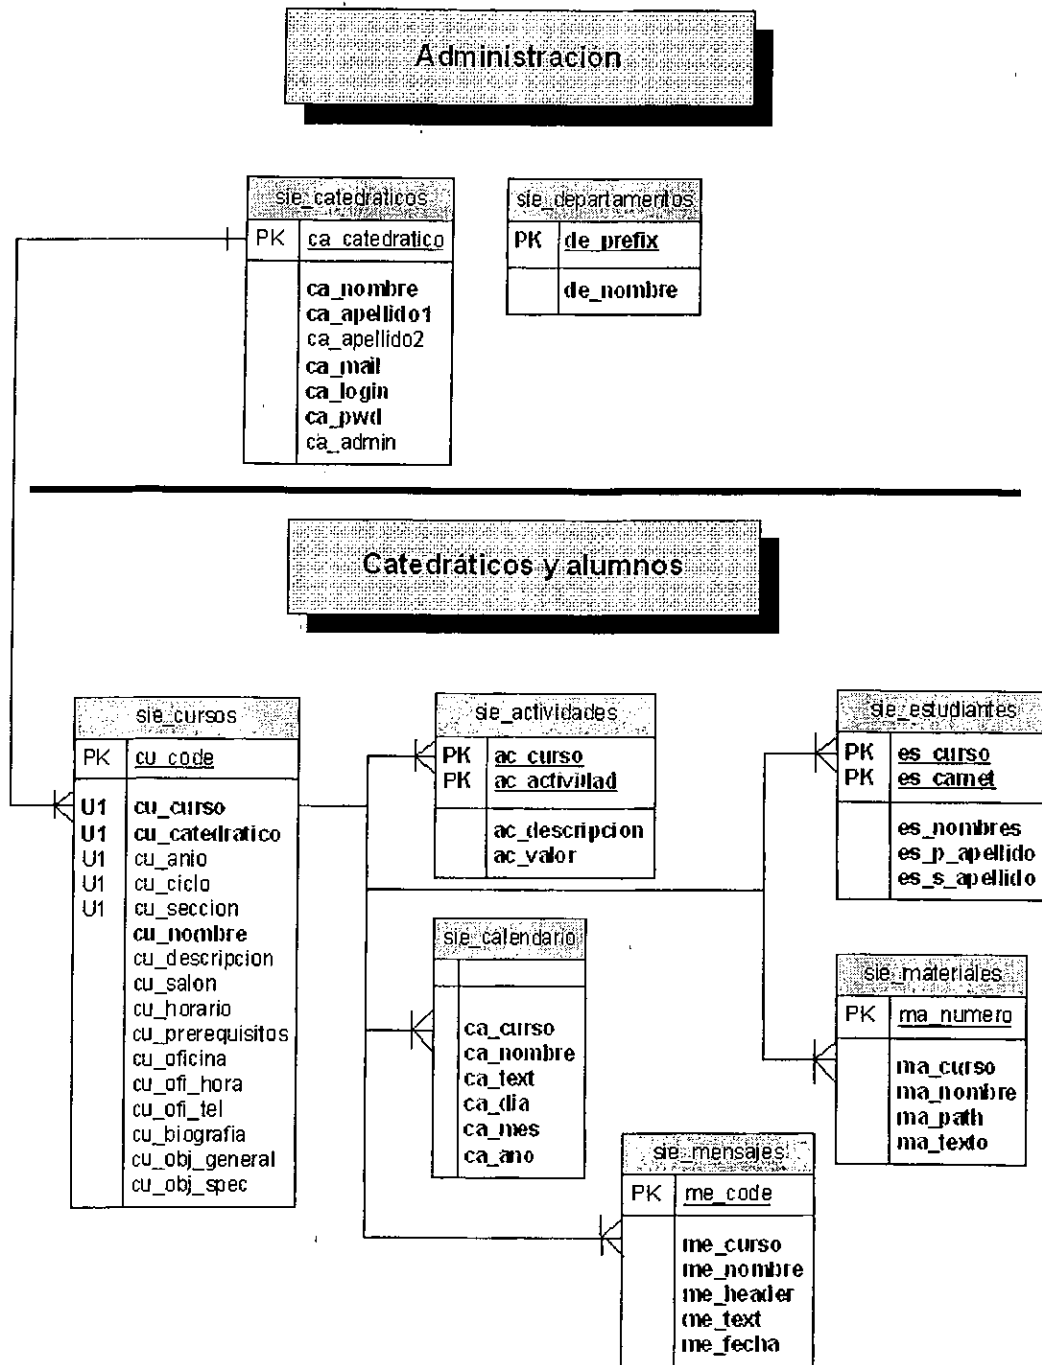 Administración
sie_catedraticos
PK ca_catedratico
ca_nombre
ca_apellido1
ca_apellido2
ca_mail
ca_login
ca_pwd
ca_admin
sie_departamentos
PK de_prefix
de_nombre
Catedráticos y alumnos
sie_cursos
PK cu_code
U1 cu_curso
U1 cu_catedratico
U1 cu_anio
U1 cu_ciclo
U1 cu_seccion
cu_nombre
cu_descripcion
cu_salon
cu_horario
cu_prerequisitos
cu_oficina
cu_ofi_hora
cu_ofi_tel
cu_biografia
cu_obj_general
cu_obj_spec
sie_actividades
PK ac_curso
PK ac_actividad
ac_descripcion
ac_valor
sie_estudiantes
PK es_curso
PK es_carnet
es_nombres
es_p_apellido
es_s_apellido
sie_calendario
ca_curso
ca_nombre
ca_text
ca_dia
ca_mes
ca_ano
sie_materiales
PK ma_numero
ma_curso
ma_nombre
ma_path
ma_texto
sie_mensajes
PK me_code
me_curso
me_nombre
me_header
me_text
me_fecha